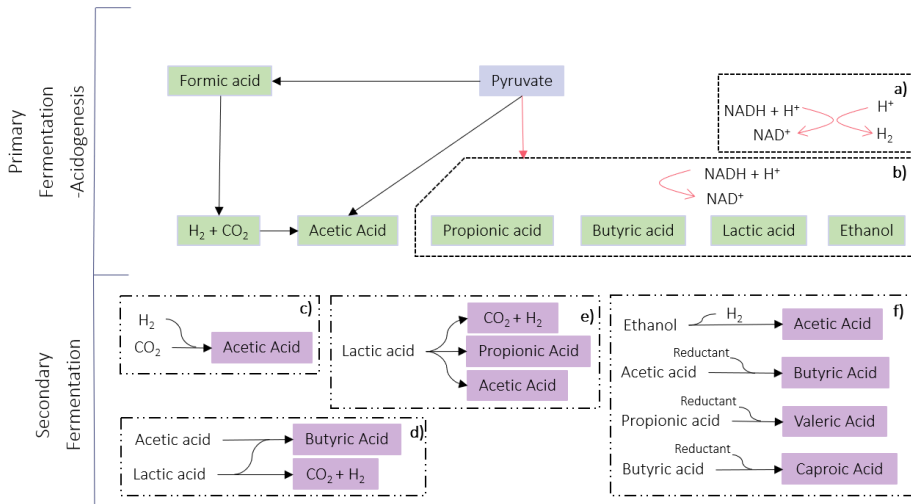 Primary
Fermentation
-Acidogenesis
Formic acid
Pyruvate
a)
NADH + H⁺
H⁺
NAD⁺
H₂
b)
NADH + H⁺
NAD⁺
H₂ + CO₂
Acetic Acid
Propionic acid
Butyric acid
Lactic acid
Ethanol
Secondary
Fermentation
c)
H₂
CO₂
Acetic Acid
d)
Acetic acid
Butyric Acid
Lactic acid
CO₂ + H₂
e)
Lactic acid
CO₂ + H₂
Propionic Acid
Acetic Acid
f)
Ethanol
H₂
Acetic Acid
Acetic acid
Reductant
Butyric Acid
Propionic acid
Reductant
Valeric Acid
Butyric acid
Reductant
Caproic Acid